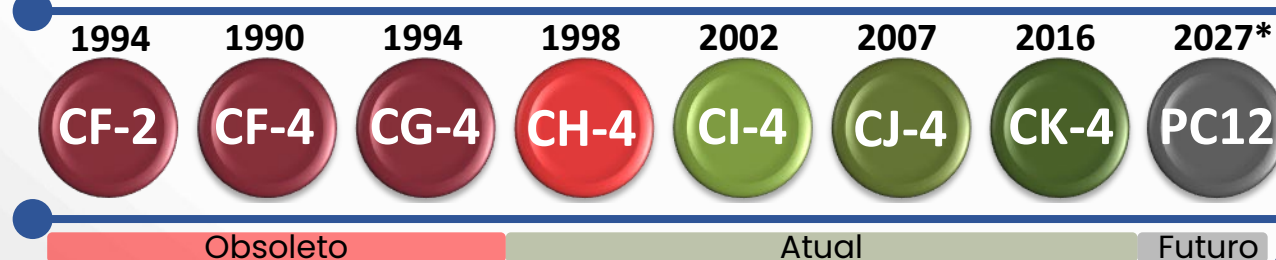 1994 1990 1994 1998 2002 2007 2016 2027*
CF-2 CF-4 CG-4 CH-4 CI-4 CJ-4 CK-4 PC12
Obsoleto Atual Futuro